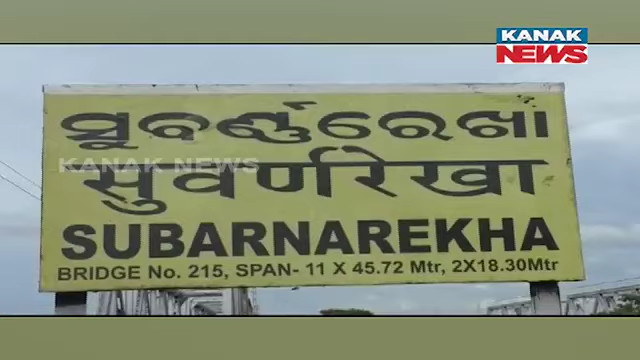 KANAK
NEWS
ସୁବର୍ଣ୍ଣରେଖା
KANAK NEWS
सुवर्णरेखा
SUBARNAREKHA
BRIDGE No. 215, SPAN- 11 X 45.72 Mtr, 2X18.30Mtr